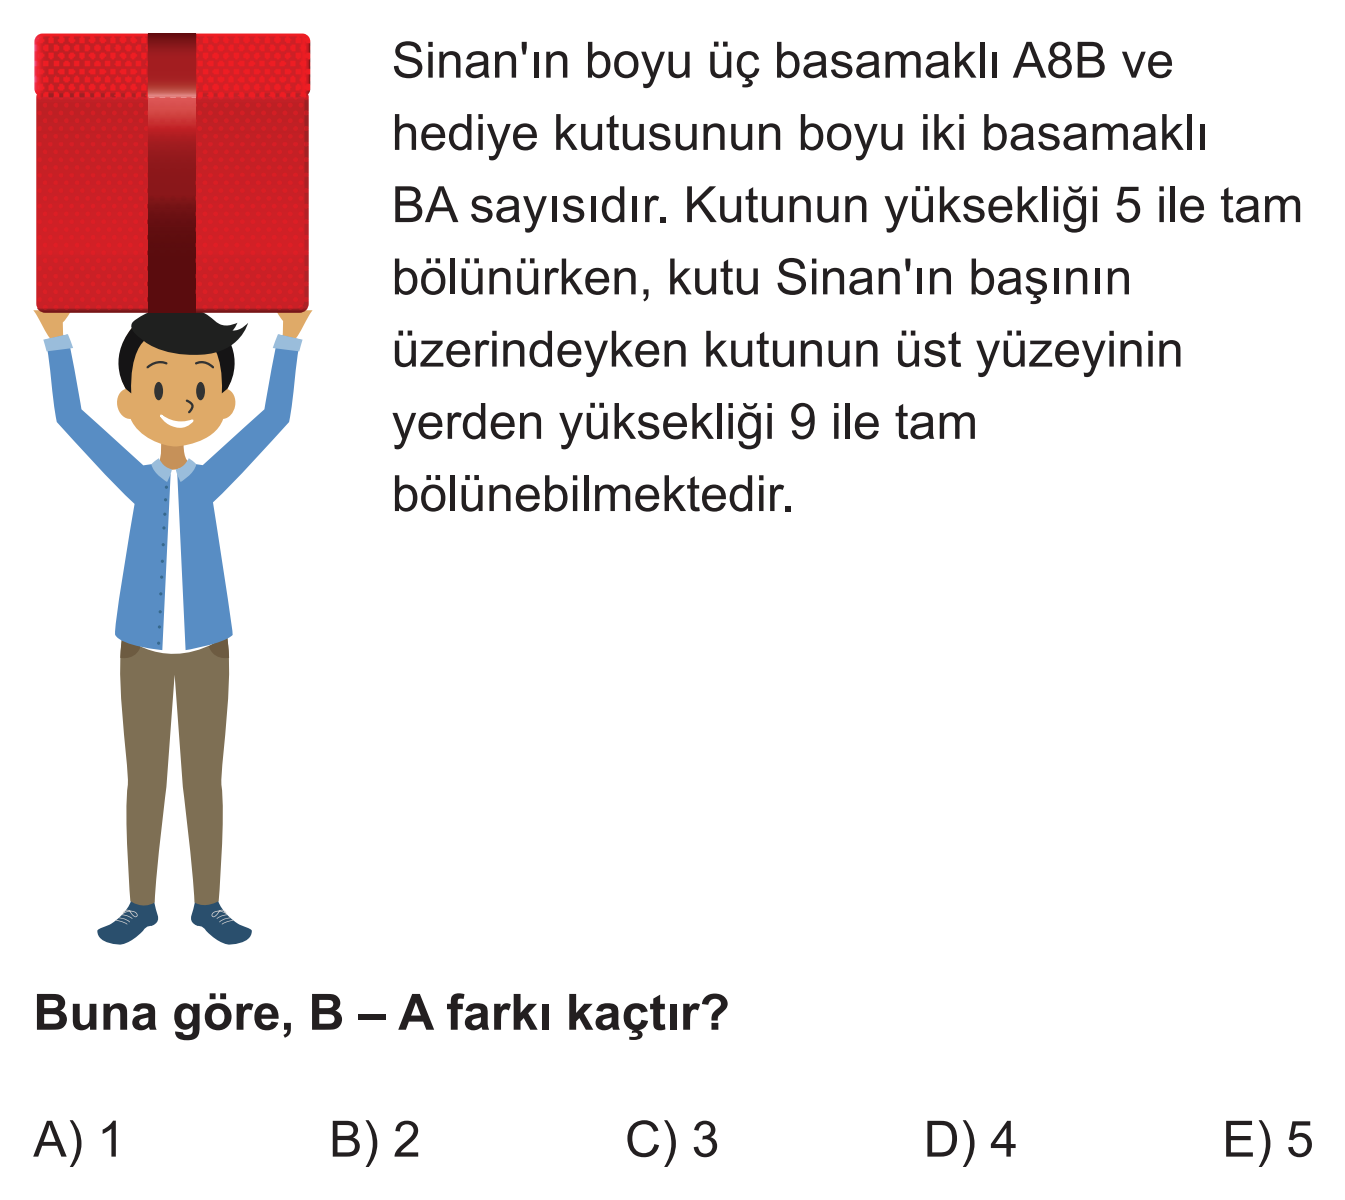 Sinan'ın boyu üç basamaklı A8B ve
hediye kutusunun boyu iki basamaklı
BA sayısıdır. Kutunun yüksekliği 5 ile tam
bölünürken, kutu Sinan'ın başının
üzerindeyken kutunun üst yüzeyinin
yerden yüksekliği 9 ile tam
bölünebilmektedir.
Buna göre, B – A farkı kaçtır?
A) 1 B) 2 C) 3 D) 4 E) 5